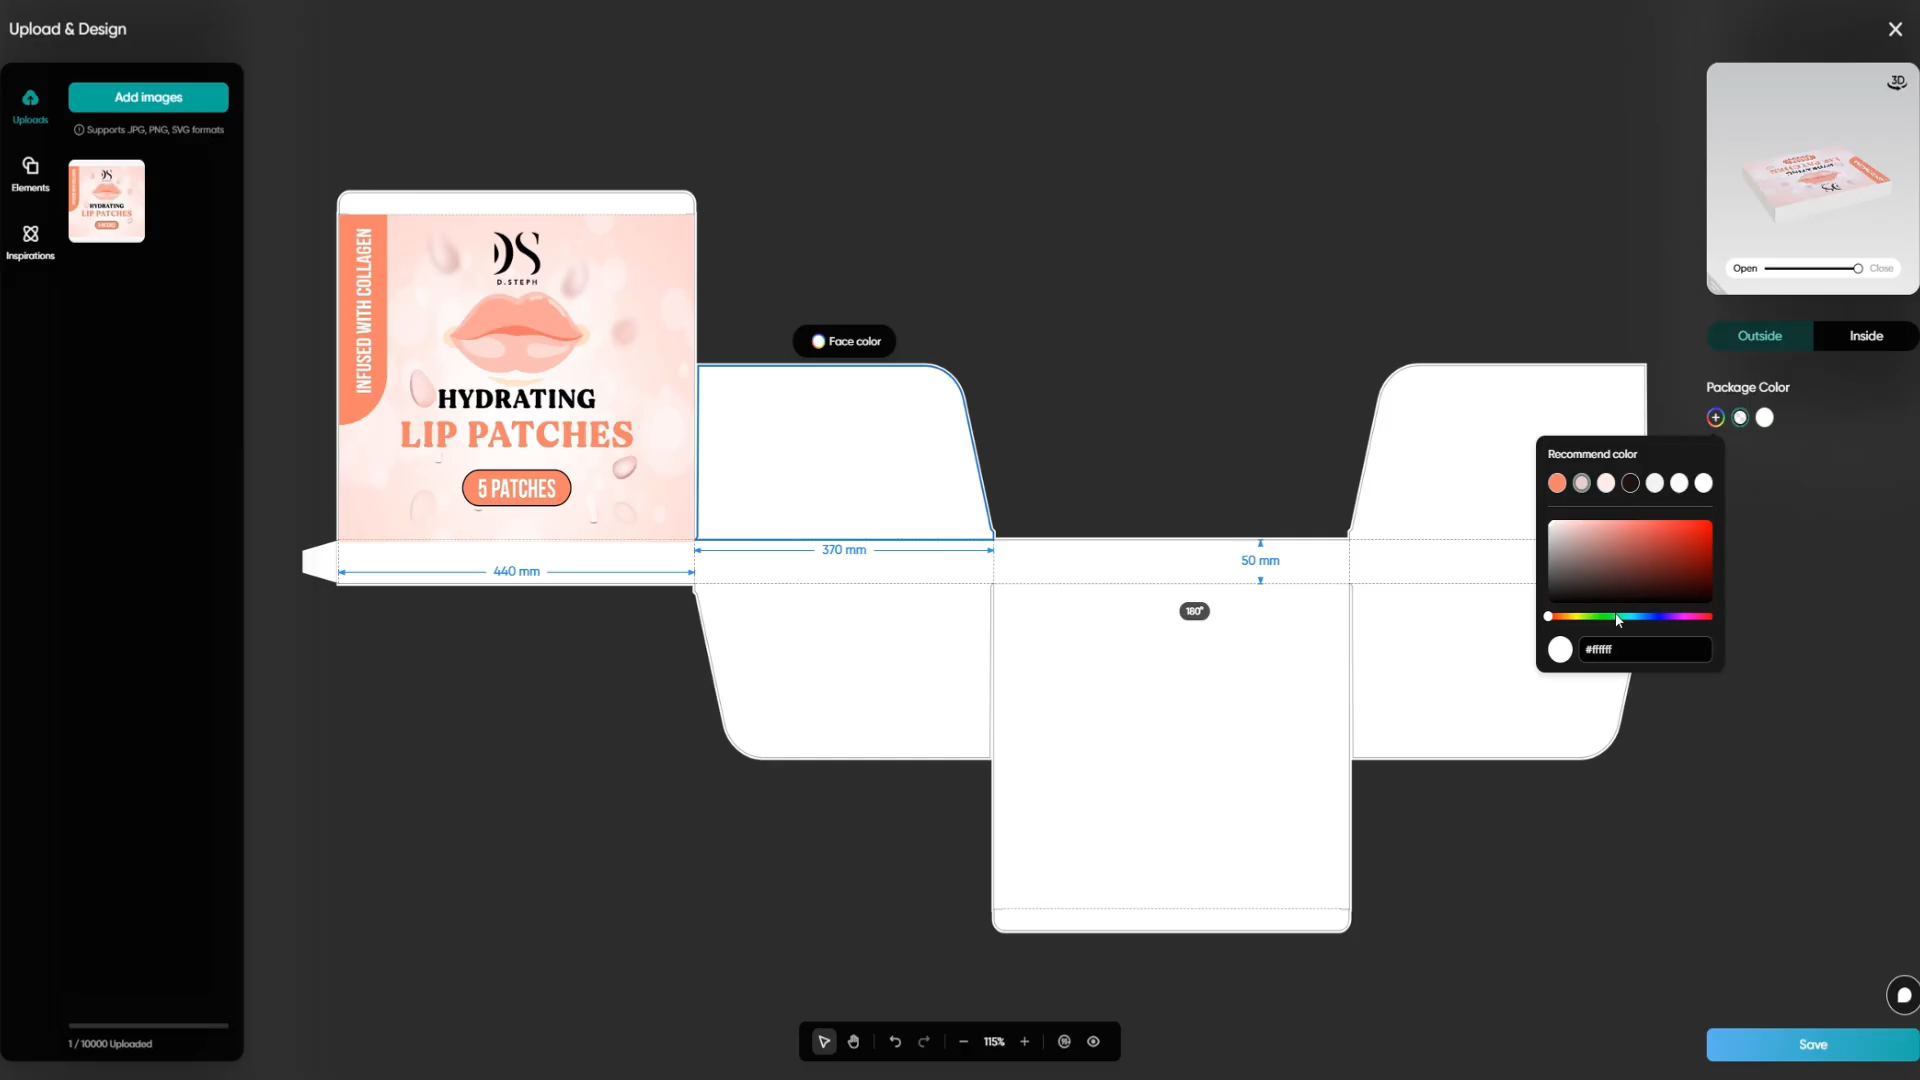 Upload & Design
Uploads
Add images
Supports JPG, PNG, SVG formats
Elements
Inspirations
1 / 10000 Uploaded
INFUSED WITH COLLAGEN
DS
D.STEPH
HYDRATING
LIP PATCHES
5 PATCHES
Face color
370 mm
440 mm
50 mm
180°
3D
Open
Close
Outside
Inside
Package Color
Recommend color
#ffffff
115%
Save